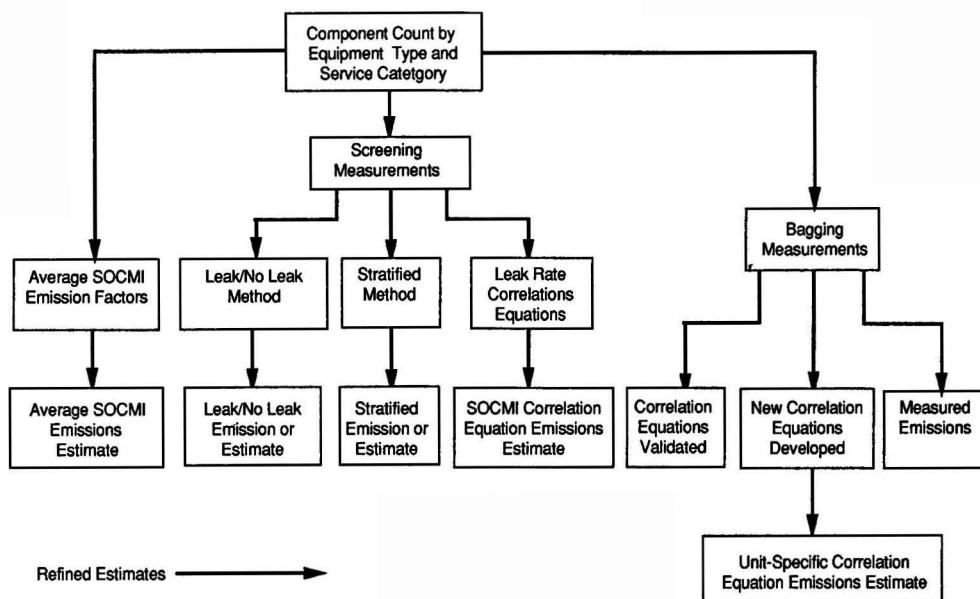 Component Count by
Equipment Type and
Service Catetgory
Screening
Measurements
Bagging
Measurements
Average SOCMI
Emission Factors
Leak/No Leak
Method
Stratified
Method
Leak Rate
Correlations
Equations
Average SOCMI
Emissions
Estimate
Leak/No Leak
Emission or
Estimate
Stratified
Emission or
Estimate
SOCMI Correlation
Equation Emissions
Estimate
Correlation
Equations
Validated
New Correlation
Equations
Developed
Measured
Emissions
Unit-Specific Correlation
Equation Emissions Estimate
Refined Estimates